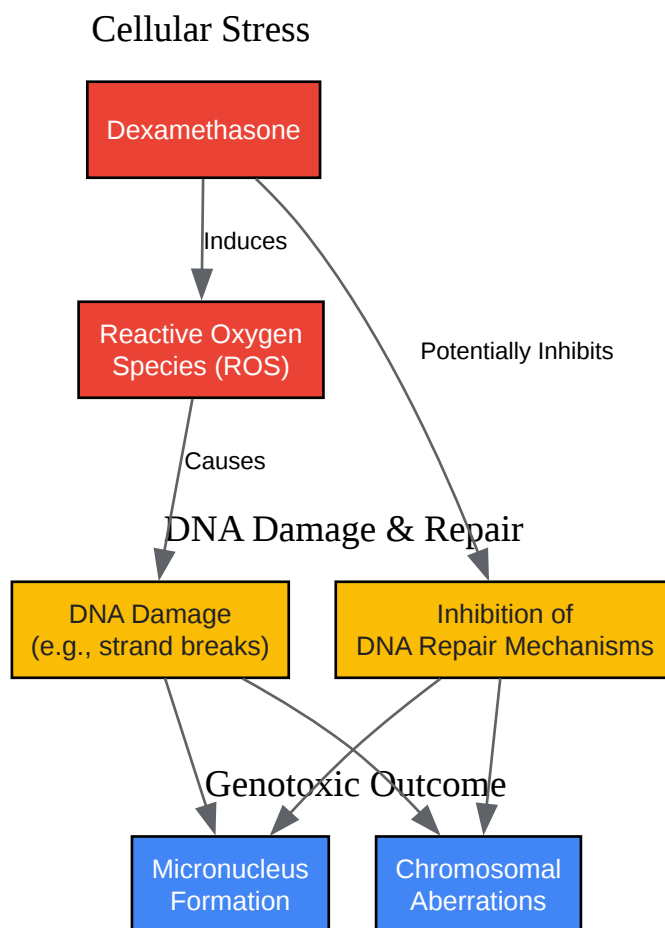 Cellular Stress
Dexamethasone
Induces
Reactive Oxygen
Species (ROS)
Potentially Inhibits
Causes
DNA Damage & Repair
DNA Damage
(e.g., strand breaks)
Inhibition of
DNA Repair Mechanisms
Genotoxic Outcome
Micronucleus
Formation
Chromosomal
Aberrations